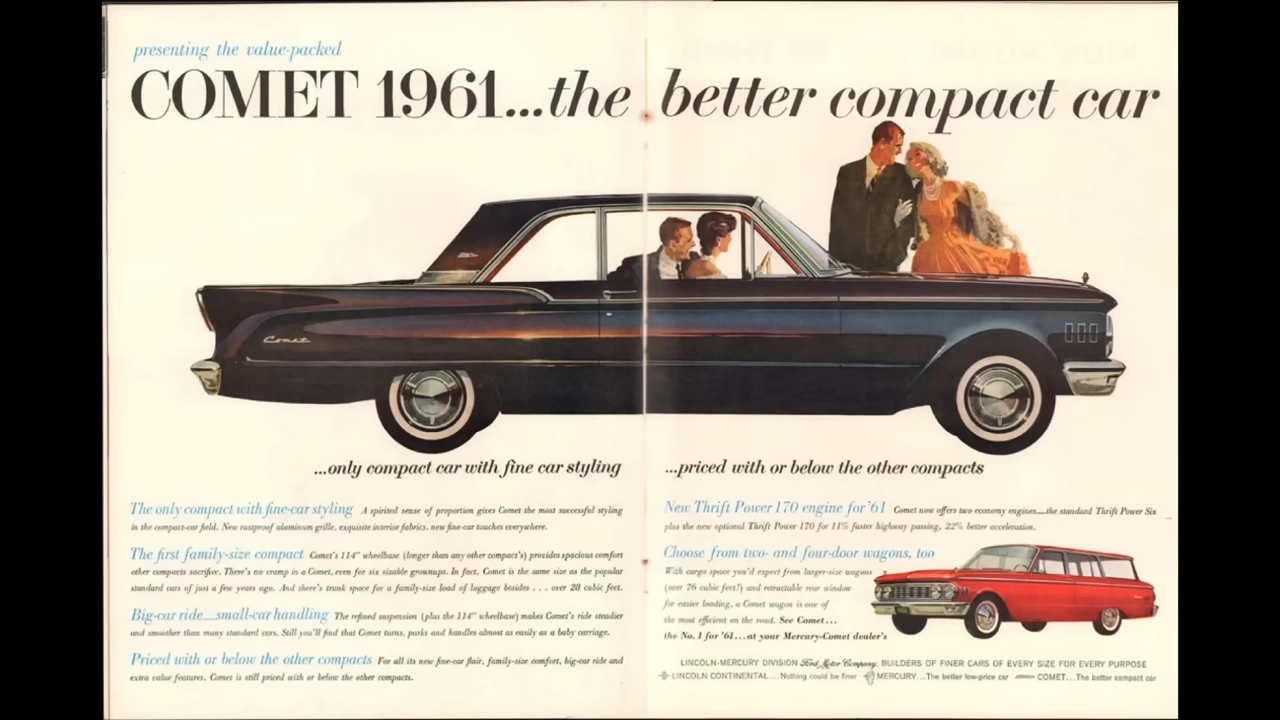 presenting the value-packed
COMET 1961...the better compact car
Comet
...only compact car with fine car styling
...priced with or below the other compacts
The only compact with fine-car styling A spirited sense of proportion gives Comet the most successful styling
in the compact-car field. New rustproof aluminum grille, exquisite interior fabrics, new fine-car touches everywhere.
The first family-size compact Comet's 114" wheelbase (longer than any other compact's) provides spacious comfort
other compacts sacrifice. There's no cramp in a Comet, even for six sizable grownups. In fact, Comet is the same size as the popular
standard cars of just a few years ago. And there's trunk space for a family-size load of luggage besides . . . over 28 cubic feet.
Big-car ride—small-car handling The refined suspension (plus the 114" wheelbase) makes Comet's ride steadier
and smoother than many standard cars. Still you'll find that Comet turns, parks and handles almost as easily as a baby carriage.
Priced with or below the other compacts For all its new fine-car flair, family-size comfort, big-car ride and
extra value features, Comet is still priced with or below the other compacts.
New Thrift Power 170 engine for '61 Comet now offers two economy engines—the standard Thrift Power Six
plus the new optional Thrift Power 170 for 11% faster highway passing, 22% better acceleration.
Choose from two- and four-door wagons, too
With cargo space you'd expect from larger-size wagons
(over 76 cubic feet!) and retractable rear window
for easier loading, a Comet wagon is one of
the most efficient on the road. See Comet...
the No. 1 for '61...at your Mercury-Comet dealer's
LINCOLN-MERCURY DIVISION Ford Motor Company, BUILDERS OF FINER CARS OF EVERY SIZE FOR EVERY PURPOSE
LINCOLN CONTINENTAL...Nothing could be finer MERCURY...The better low-price car COMET...The better compact car